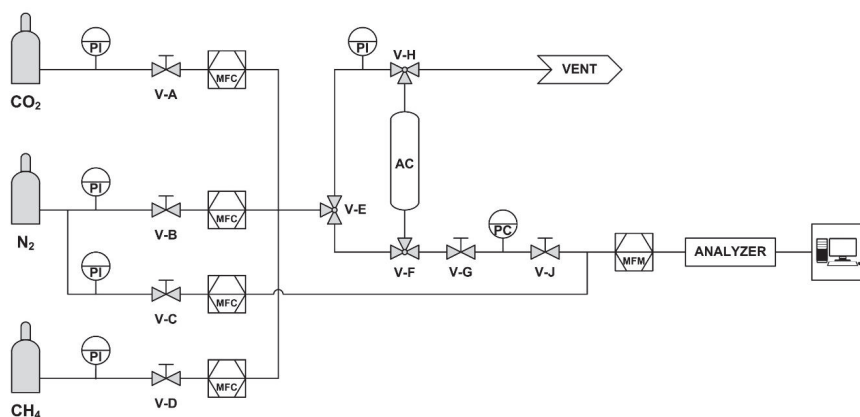 PI
V-A
MFC
CO₂
PI
V-H
VENT
AC
PI
N₂
V-B
MFC
V-E
PI
V-C
MFC
V-F
V-G
PC
V-J
MFM
ANALYZER
PI
V-D
MFC
CH₄